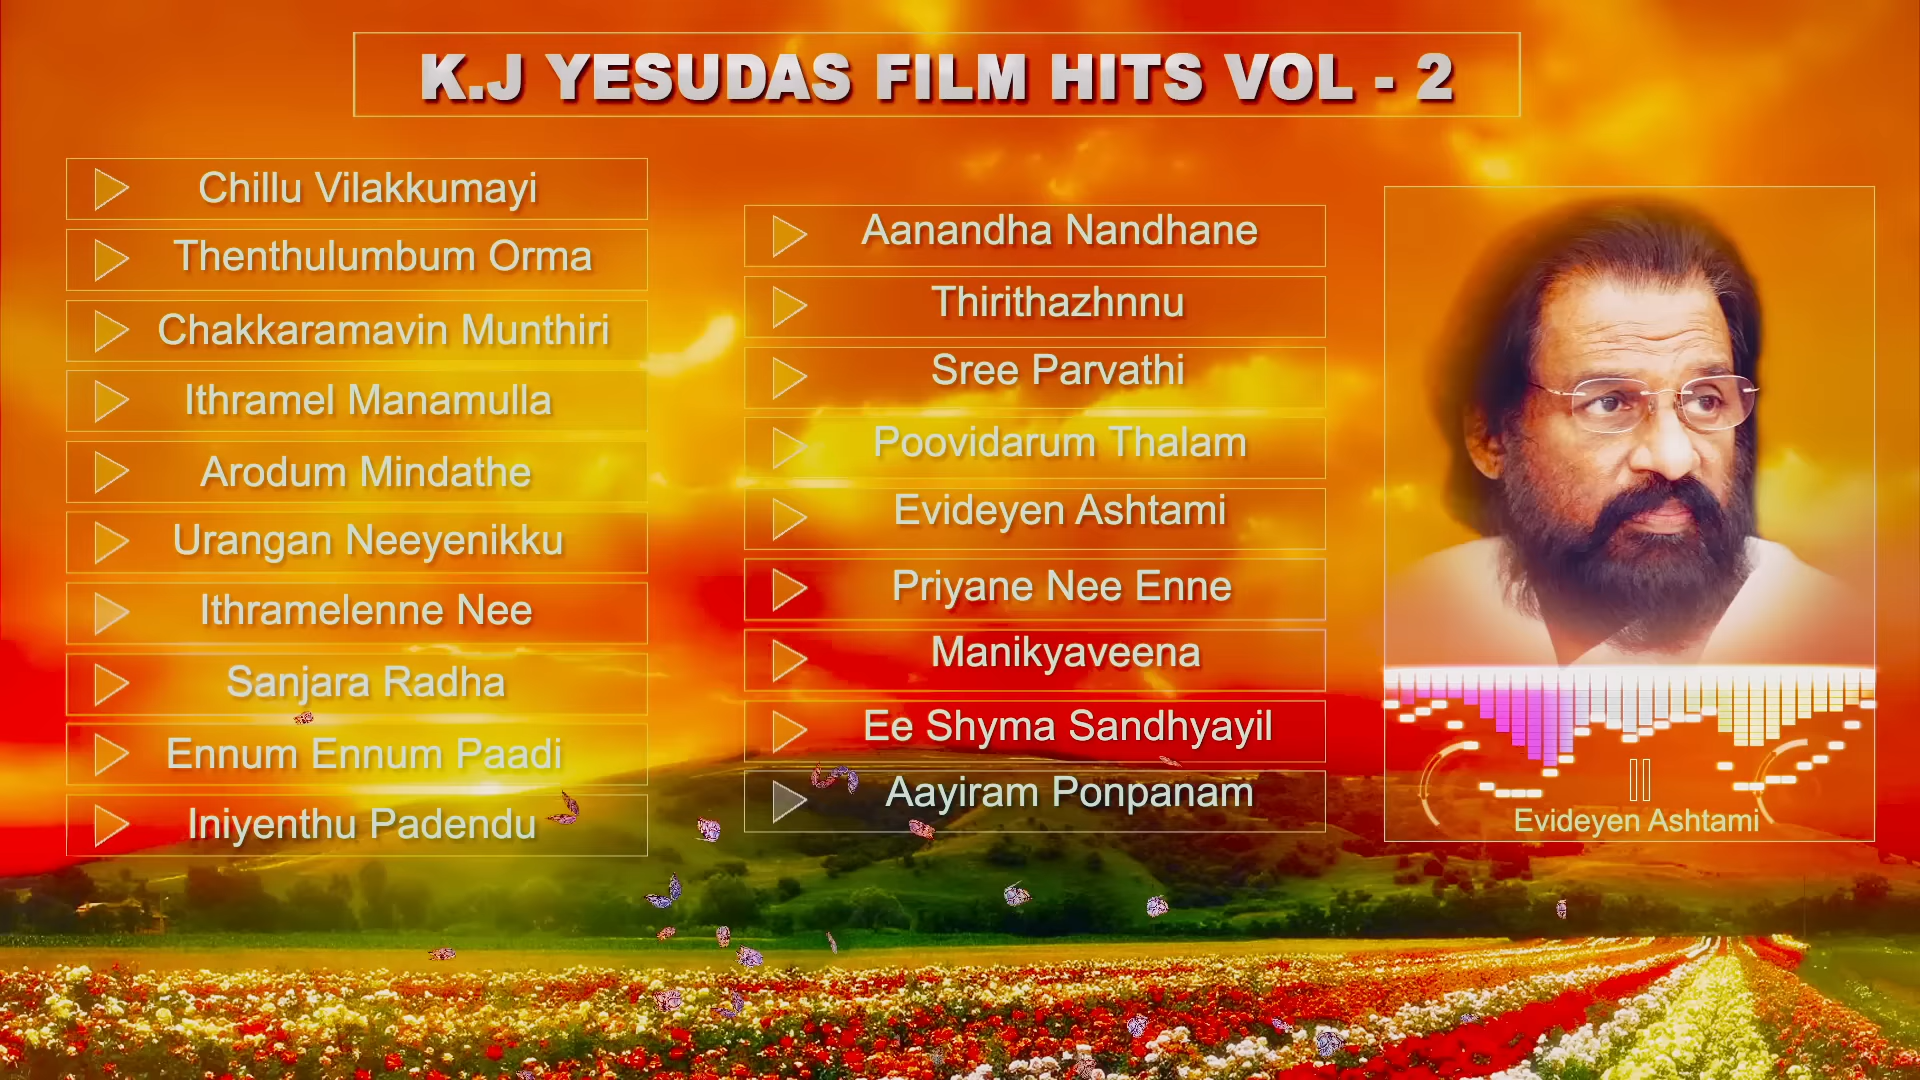 K.J YESUDAS FILM HITS VOL - 2
Chillu Vilakkumayi
Thenthulumbum Orma
Chakkaramavin Munthiri
Ithramel Manamulla
Arodum Mindathe
Urangan Neeyenikku
Ithramelenne Nee
Sanjara Radha
Ennum Ennum Paadi
Iniyenthu Padendu
Aanandha Nandhane
Thirithazhnnu
Sree Parvathi
Poovidarum Thalam
Evideyen Ashtami
Priyane Nee Enne
Manikyaveena
Ee Shyma Sandhyayil
Aayiram Ponpanam
Evideyen Ashtami